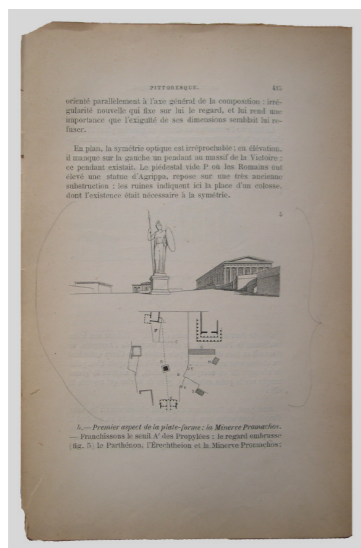 PITTORESQUE. 415
orienté parallèlement à l'axe général de la composition : irré-
gularité nouvelle qui fixe sur lui le regard, et lui rend une
importance que l'exiguïté de ses dimensions semblait lui re-
fuser.
En plan, la symétrie optique est irréprochable ; en élévation,
il manque sur la gauche un pendant au massif de la Victoire :
ce pendant existait. Le piédestal vide P où les Romains ont
élevé une statue d'Agrippa, repose sur une très ancienne
substruction : les ruines indiquent ici la place d'un colosse,
dont l'existence était nécessaire à la symétrie.
b.— Premier aspect de la plate-forme : la Minerve Promachos.
— Franchissons le seuil A' des Propylées : le regard embrasse
(fig. 5) le Parthénon, l'Érechtheion et la Minerve Promachos: